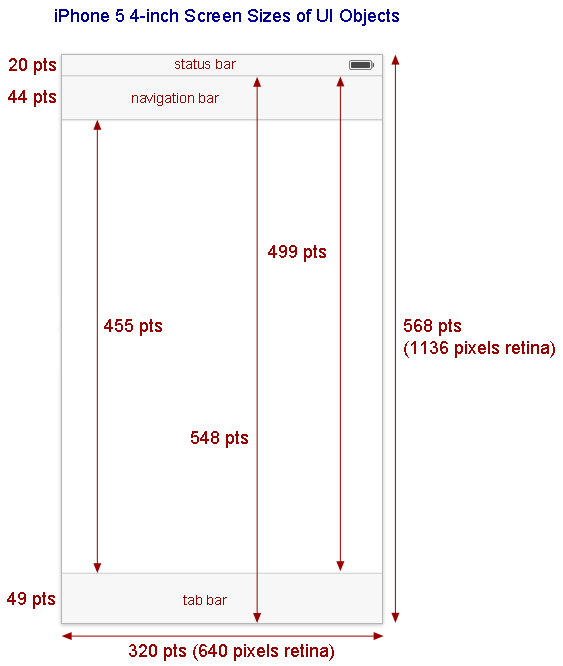 iPhone 5 4-inch Screen Sizes of UI Objects
20 pts
status bar
44 pts
navigation bar
499 pts
455 pts
568 pts
(1136 pixels retina)
548 pts
49 pts
tab bar
320 pts (640 pixels retina)